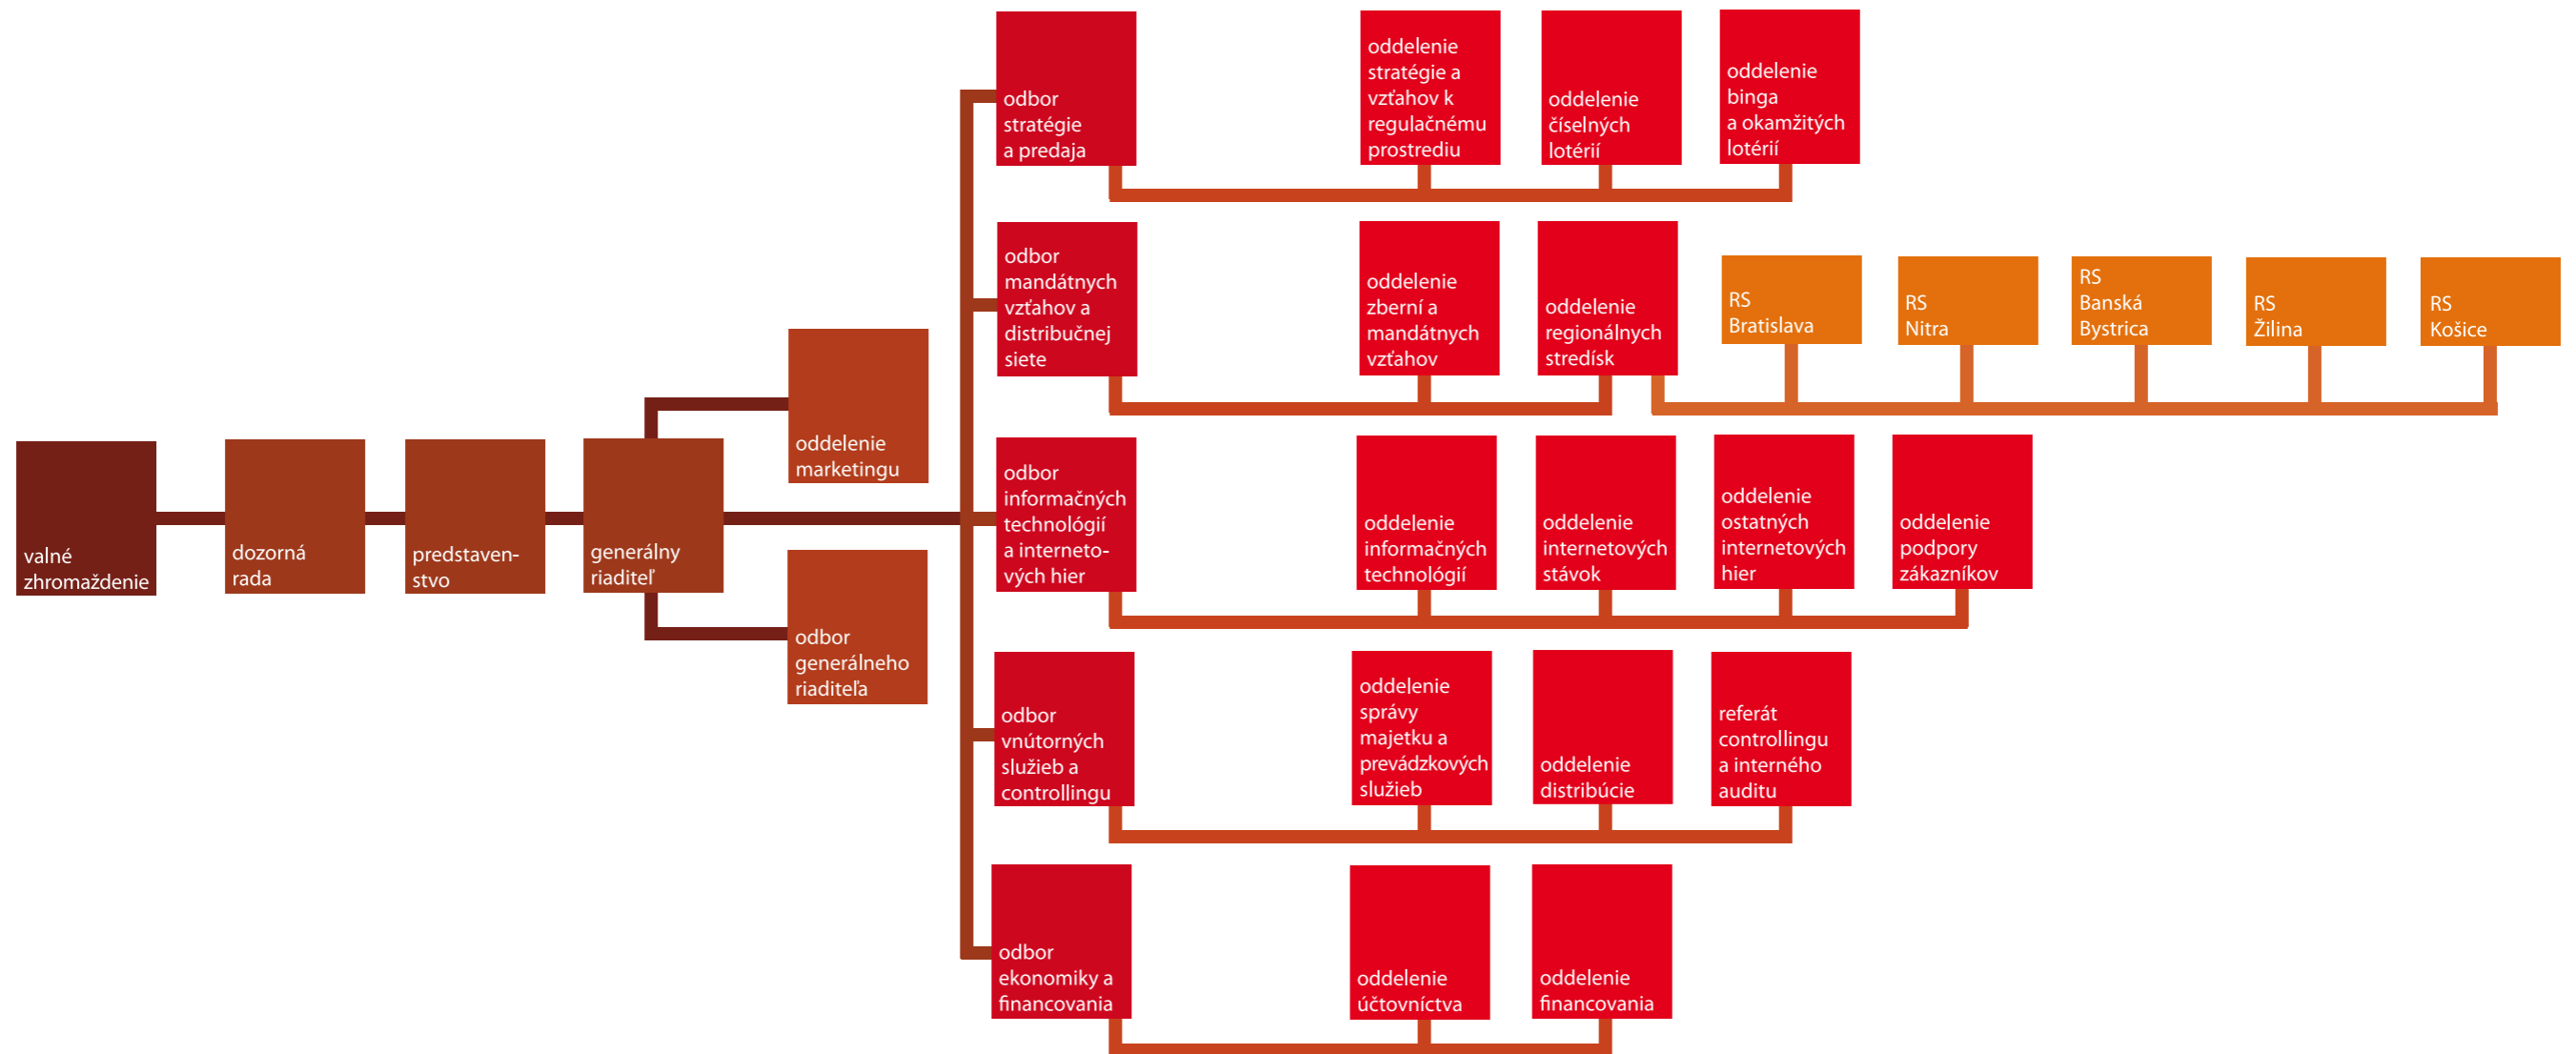 valné
zhromaždenie
dozorná
rada
predstaven-
stvo
generálny
riaditeľ
oddelenie
marketingu
odbor
generálneho
riaditeľa
odbor
stratégie
a predaja
oddelenie
stratégie a
vzťahov k
regulačnému
prostrediu
oddelenie
číselných
lotérií
oddelenie
binga
a okamžitých
lotérií
odbor
mandátnych
vzťahov a
distribučnej
siete
oddelenie
zberní a
mandátnych
vzťahov
oddelenie
regionálnych
stredísk
RS
Bratislava
RS
Nitra
RS
Banská
Bystrica
RS
Žilina
RS
Košice
odbor
informačných
technológií
a interneto-
vých hier
oddelenie
informačných
technológií
oddelenie
internetových
stávok
oddelenie
ostatných
internetových
hier
oddelenie
podpory
zákazníkov
odbor
vnútorných
služieb a
controllingu
oddelenie
správy
majetku a
prevádzkových
služieb
oddelenie
distribúcie
referát
controllingu
a interného
auditu
odbor
ekonomiky a
financovania
oddelenie
účtovníctva
oddelenie
financovania